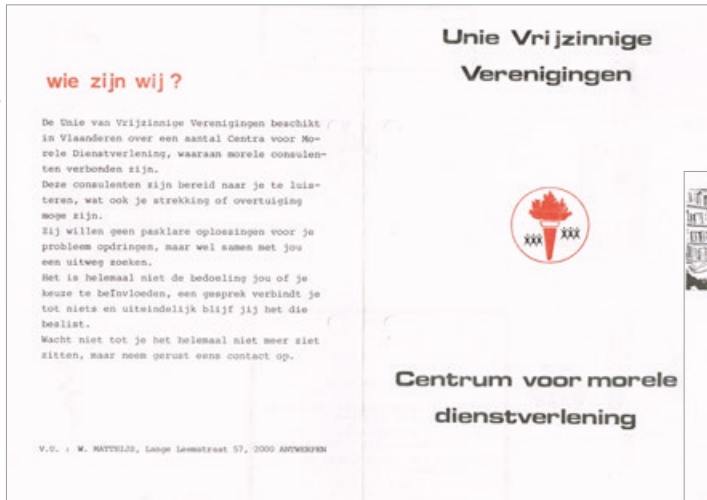 wie zijn wij ?
De Unie van Vrijzinnige Verenigingen beschikt
in Vlaanderen over een aantal Centra voor Mo-
rele Dienstverlening, waaraan morele consulen-
ten verbonden zijn.
Deze consulenten zijn bereid naar je te luis-
teren, wat ook je strekking of overtuiging
moge zijn.
Zij willen geen pasklare oplossingen voor je
probleem opdringen, maar wel samen met jou
een uitweg zoeken.
Het is helemaal niet de bedoeling jou of je
keuze te beïnvloeden, een gesprek verbindt je
tot niets en uiteindelijk blijf jij het die
beslist.
Wacht niet tot je het helemaal niet meer ziet
zitten, maar neem gerust eens contact op.
V.U. : W. MATTHIJS, Lange Leemstraat 57, 2000 ANTWERPEN
Unie Vrijzinnige
Verenigingen
Centrum voor morele
dienstverlening